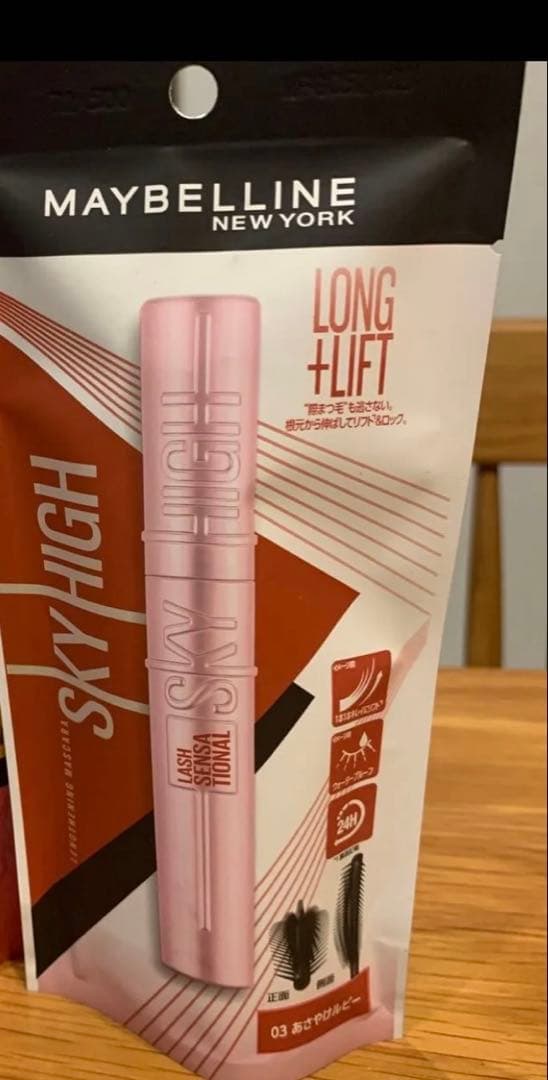 MAYBELLINE
NEW YORK
LONG
+LIFT
"際まつ毛"も逃さない。
根元から伸ばしてリフト&ロック。
SKY HIGH
LENGTHENING MASCARA
SKY HIGH
LASH
SENSA
TIONAL
ウォータープルーフ
24H
正面
側面
03 あさやけルビー